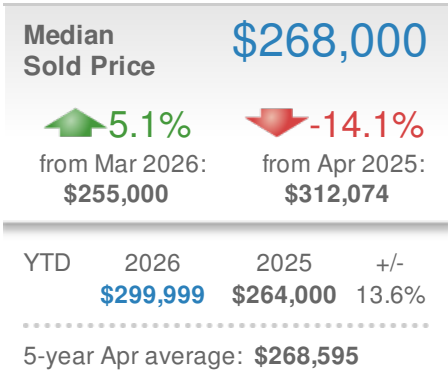 Median
Sold Price
$268,000
5.1%
-14.1%
from Mar 2026:
from Apr 2025:
$255,000
$312,074
YTD 2026 2025 +/-
$299,999 $264,000 13.6%
5-year Apr average: $268,595